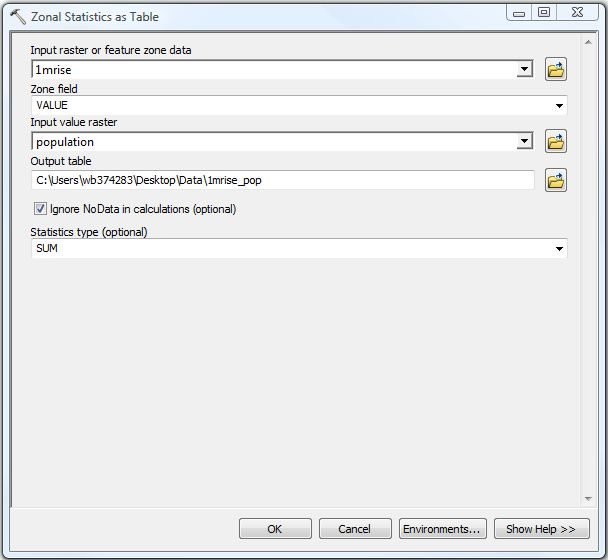 Zonal Statistics as Table
Input raster or feature zone data
1mrise
Zone field
VALUE
Input value raster
population
Output table
C:\Users\wb374283\Desktop\Data\1mrise_pop
Ignore NoData in calculations (optional)
Statistics type (optional)
SUM
OK Cancel Environments... Show Help >>